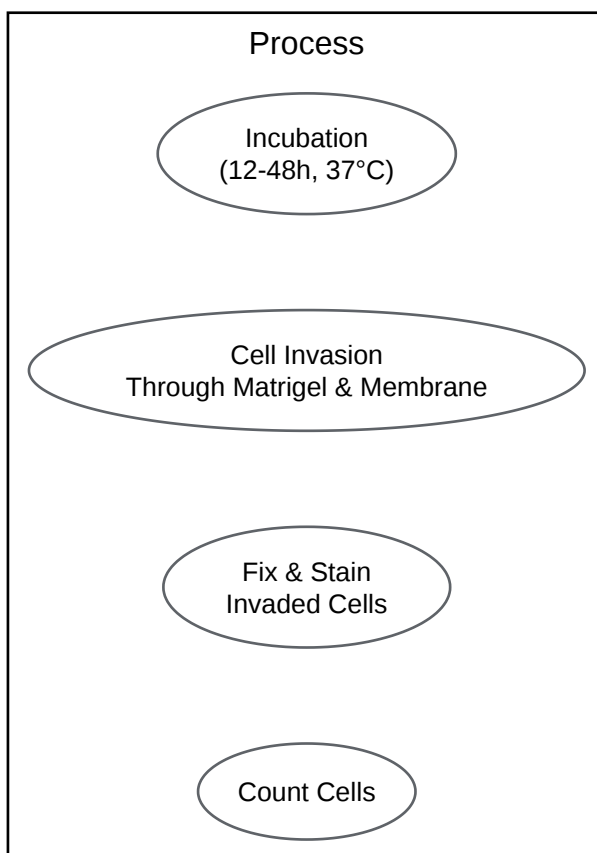 Process
Incubation
(12-48h, 37°C)
Cell Invasion
Through Matrigel & Membrane
Fix & Stain
Invaded Cells
Count Cells